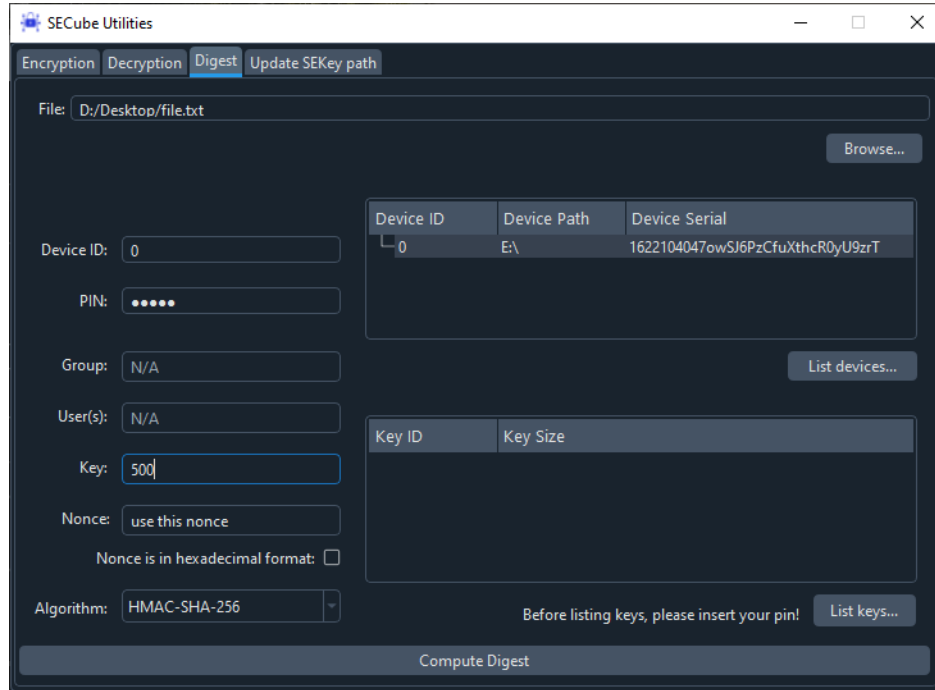 SECube Utilities
Encryption Decryption Digest Update SEKey path
File: D:/Desktop/file.txt
Browse...
Device ID Device Path Device Serial
0 E:\ 1622104047owSJ6PzCfuXthcR0yU9zrT
Device ID: 0
PIN: ●●●●●
Group: N/A
List devices...
User(s): N/A
Key ID Key Size
Key: 500
Nonce: use this nonce
Nonce is in hexadecimal format:
Algorithm: HMAC-SHA-256
Before listing keys, please insert your pin! List keys...
Compute Digest